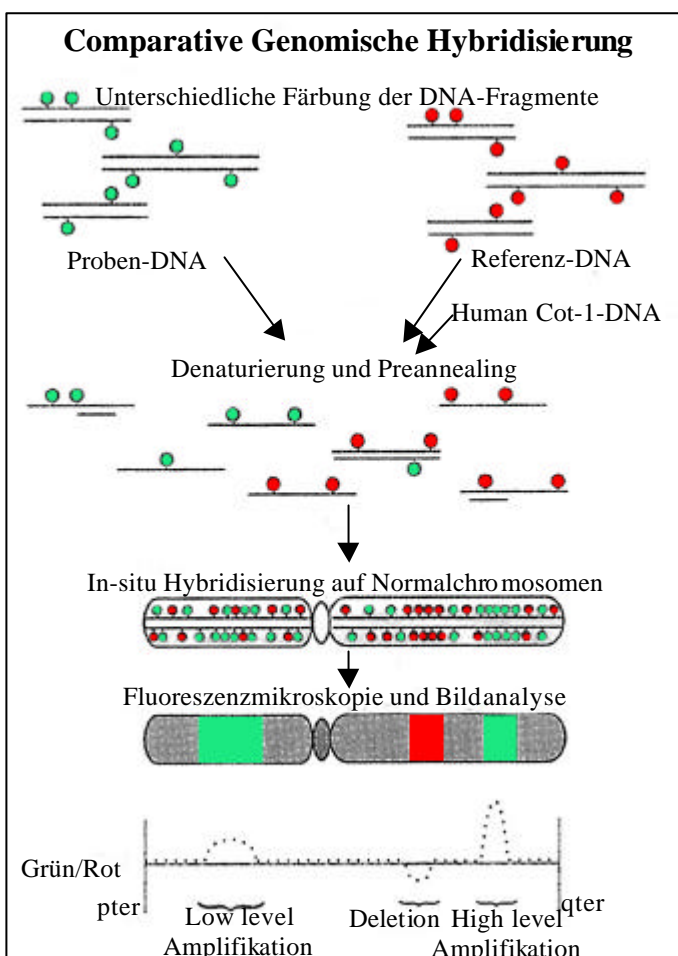 Comparative Genomische Hybridisierung
Unterschiedliche Färbung der DNA-Fragmente
Proben-DNA
Referenz-DNA
Human Cot-1-DNA
Denaturierung und Preannealing
In-situ Hybridisierung auf Normalchromosomen
Fluoreszenzmikroskopie und Bildanalyse
Grün/Rot
pter
qter
Low level
Amplifikation
Deletion
High level
Amplifikation